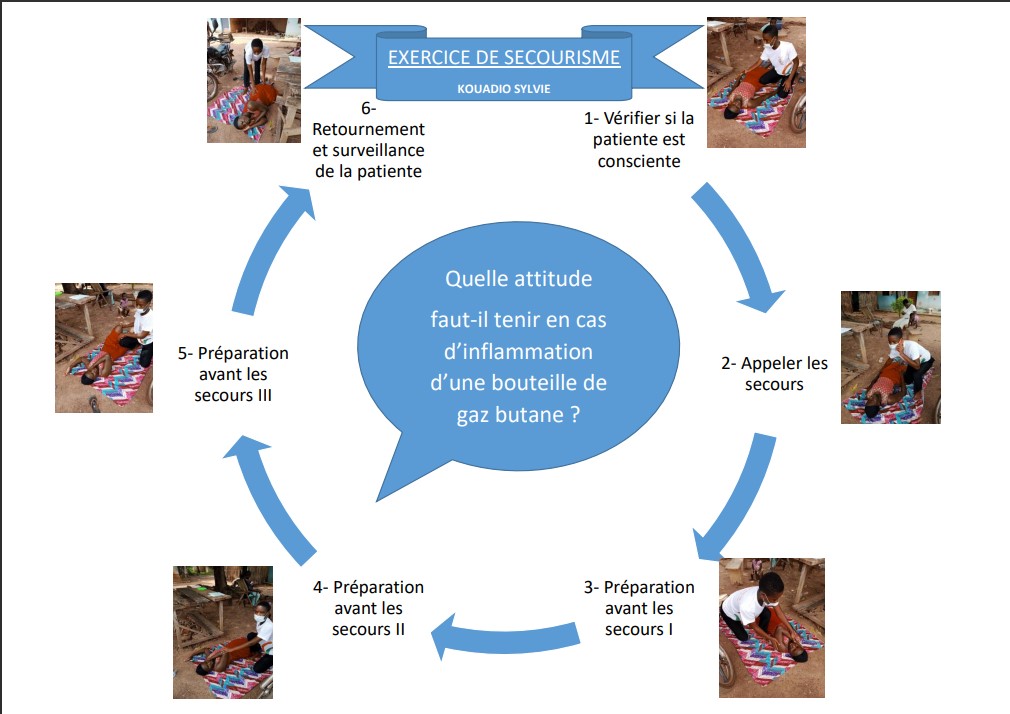 EXERCICE DE SECOURISME
KOUADIO SYLVIE
1- Vérifier si la
patiente est
consciente
2- Appeler les
secours
3- Préparation
avant les
secours I
4- Préparation
avant les
secours II
5- Préparation
avant les
secours III
6-
Retournement
et surveillance
de la patiente
Quelle attitude
faut-il tenir en cas
d’inflammation
d’une bouteille de
gaz butane ?